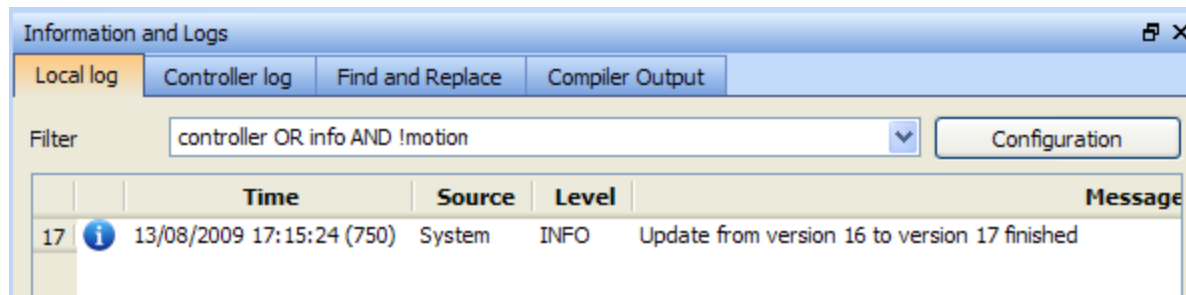 Information and Logs
Local log Controller log Find and Replace Compiler Output
Filter controller OR info AND !motion Configuration
Time Source Level Message
17 13/08/2009 17:15:24 (750) System INFO Update from version 16 to version 17 finished